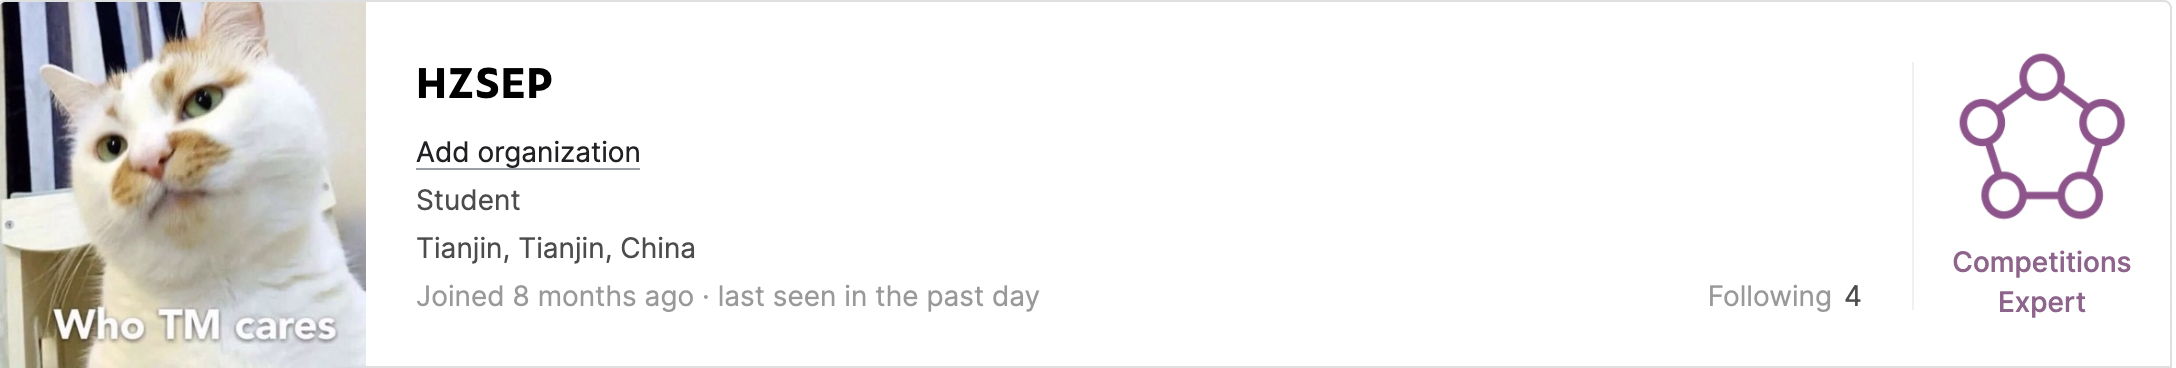 Who TM cares
HZSEP
Add organization
Student
Tianjin, Tianjin, China
Joined 8 months ago · last seen in the past day
Following 4
Competitions
Expert